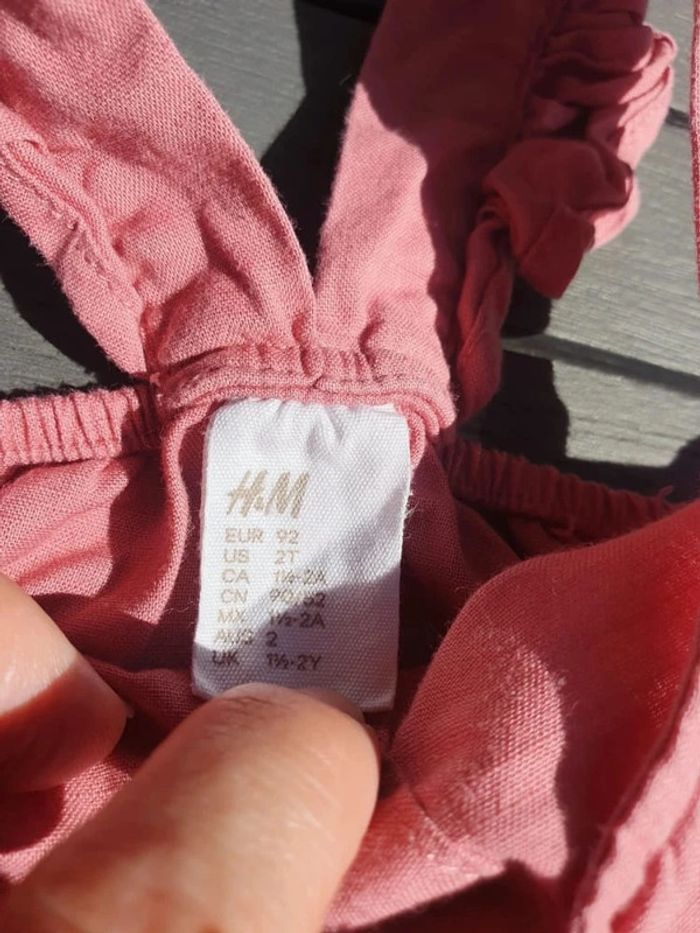 H&M
EUR 92
US 2T
CA 1½-2A
CN 90/52
MX 1½-2A
AUS 2
UK 1½-2Y